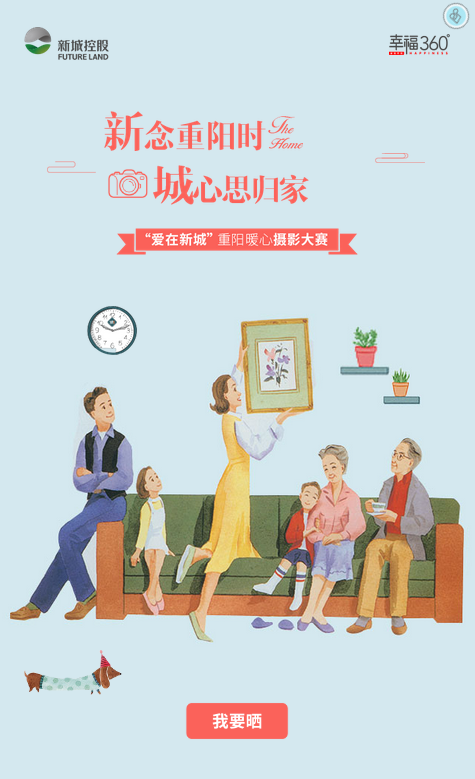 新城控股
FUTURE LAND
幸福360°
HAPPINESS
新念重阳时
The
Home
城心思归家
“爱在新城”重阳暖心摄影大赛
我要晒